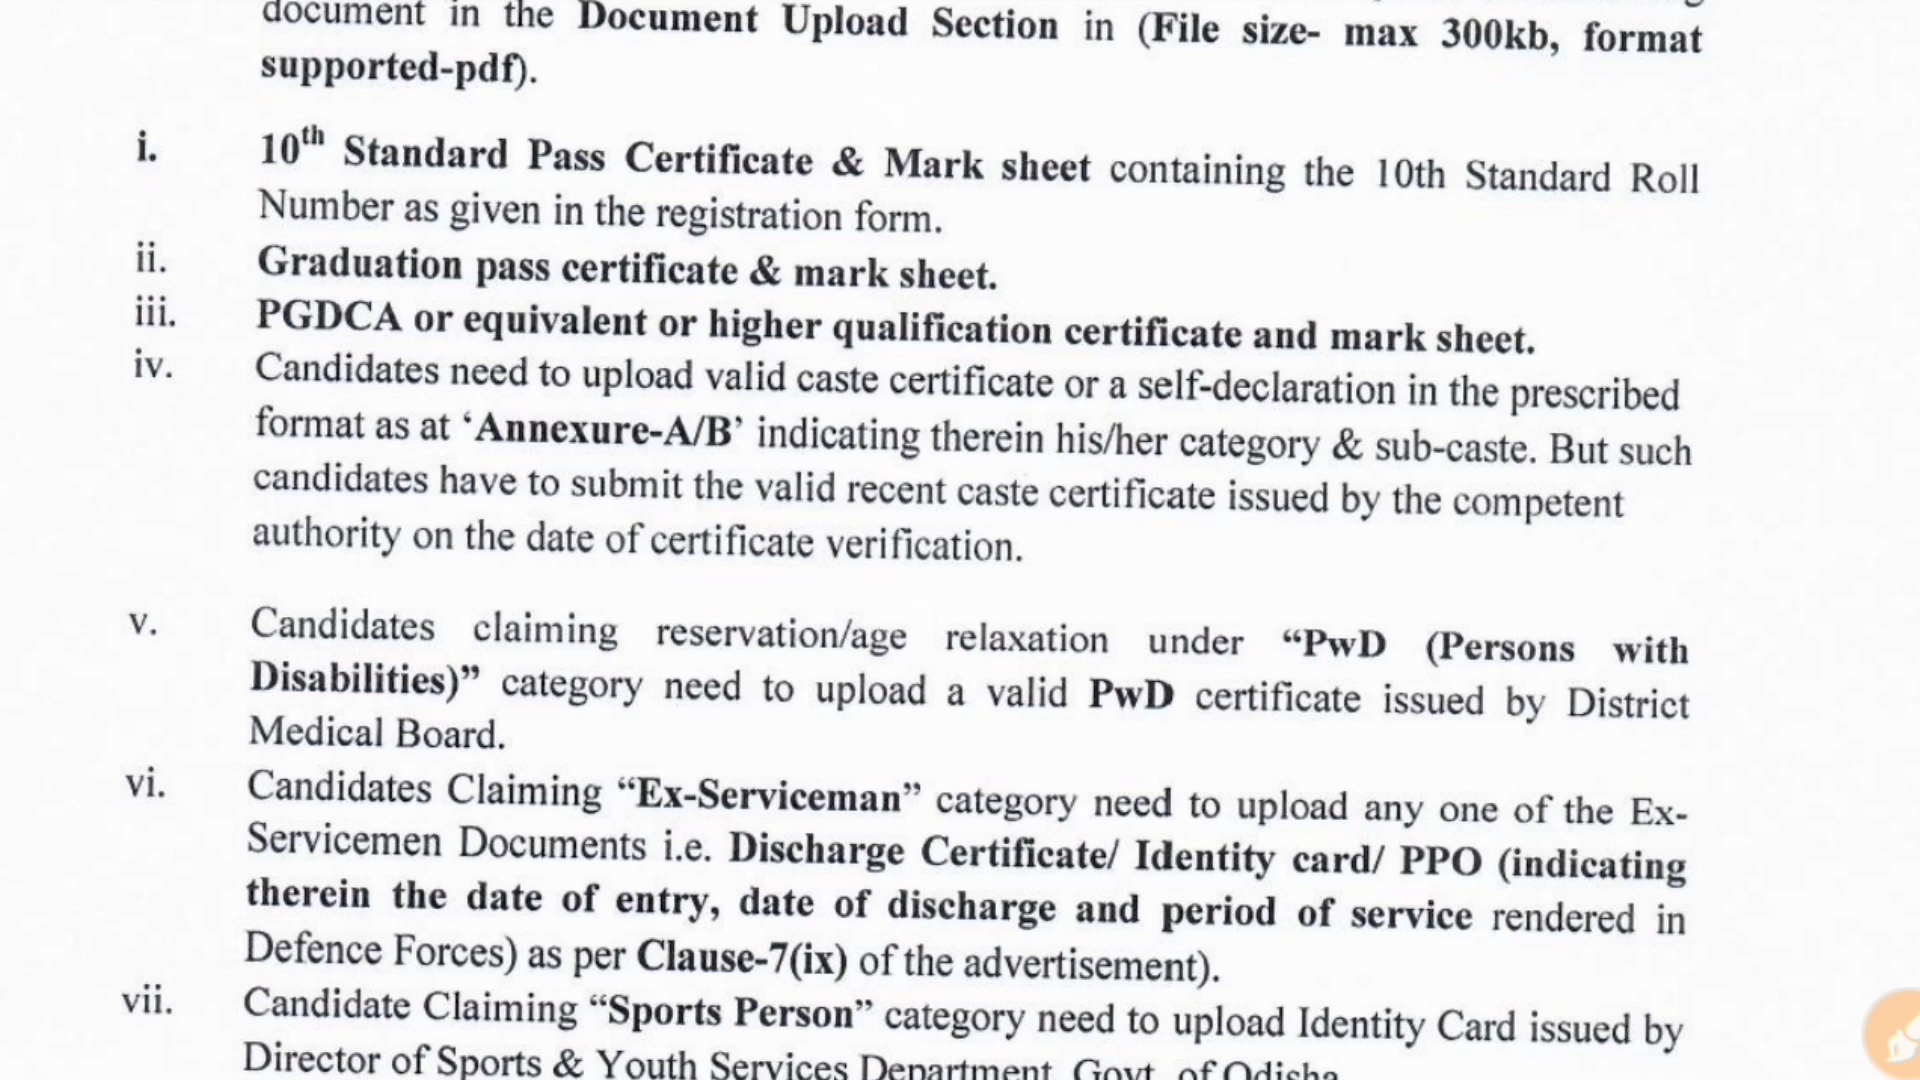 document in the Document Upload Section in (File size- max 300kb, format
supported-pdf).
i. 10th Standard Pass Certificate & Mark sheet containing the 10th Standard Roll
Number as given in the registration form.
ii. Graduation pass certificate & mark sheet.
iii. PGDCA or equivalent or higher qualification certificate and mark sheet.
iv. Candidates need to upload valid caste certificate or a self-declaration in the prescribed
format as at ‘Annexure-A/B’ indicating therein his/her category & sub-caste. But such
candidates have to submit the valid recent caste certificate issued by the competent
authority on the date of certificate verification.
v. Candidates claiming reservation/age relaxation under “PwD (Persons with
Disabilities)” category need to upload a valid PwD certificate issued by District
Medical Board.
vi. Candidates Claiming “Ex-Serviceman” category need to upload any one of the Ex-
Servicemen Documents i.e. Discharge Certificate/ Identity card/ PPO (indicating
therein the date of entry, date of discharge and period of service rendered in
Defence Forces) as per Clause-7(ix) of the advertisement).
vii. Candidate Claiming “Sports Person” category need to upload Identity Card issued by
Director of Sports & Youth Services Department, Govt. of Odisha